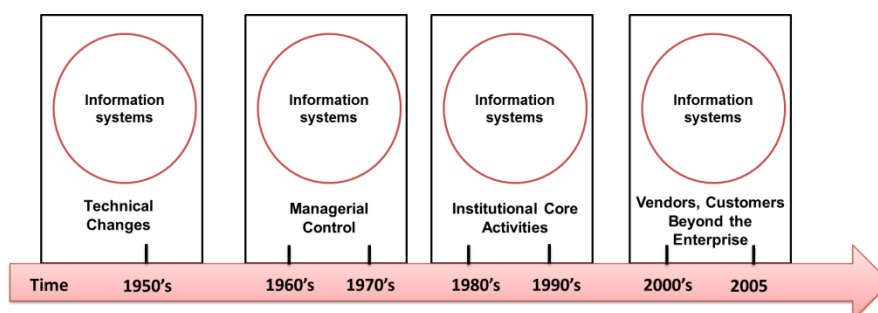 Information
systems
Technical
Changes
Information
systems
Managerial
Control
Information
systems
Institutional Core
Activities
Information
systems
Vendors, Customers
Beyond the
Enterprise
Time 1950's 1960's 1970's 1980's 1990's 2000's 2005